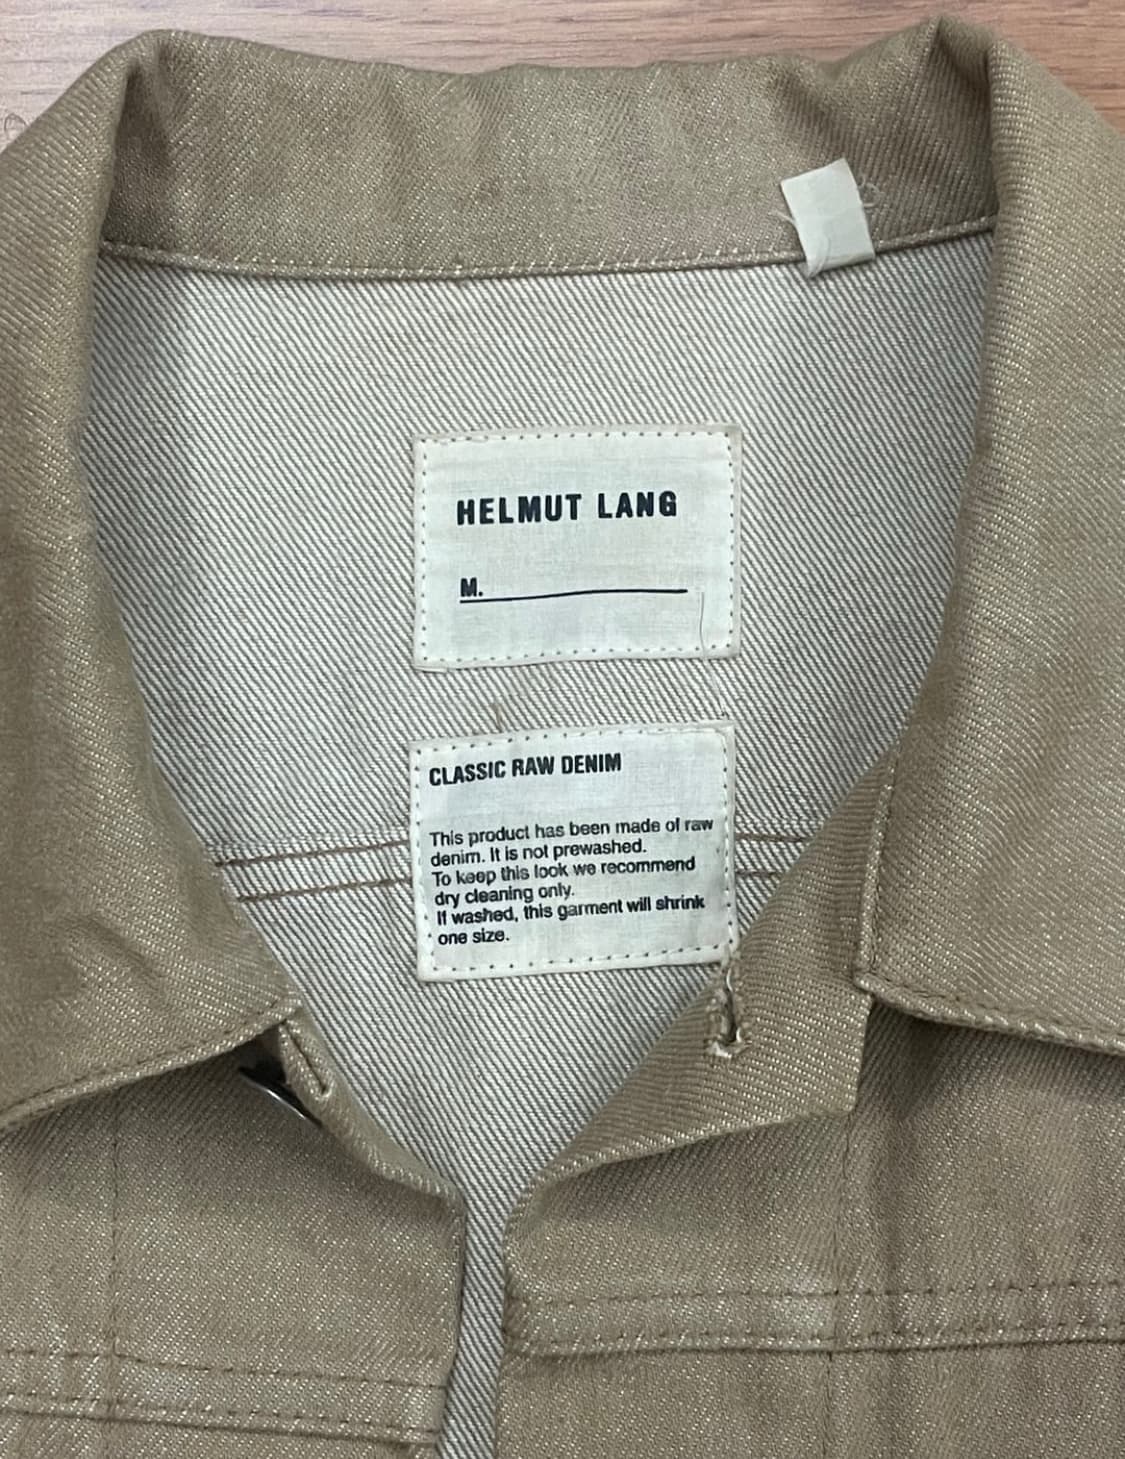 HELMUT LANG
M.
CLASSIC RAW DENIM
This product has been made of raw
denim. It is not prewashed.
To keep this look we recommend
dry cleaning only.
If washed, this garment will shrink
one size.